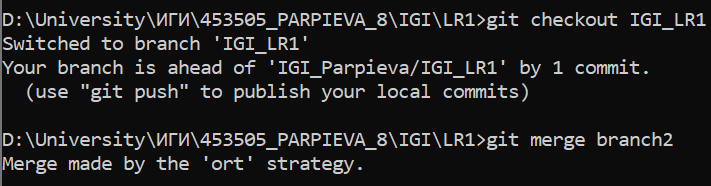 D:\University\ИГИ\453505_PARPIEVA_8\IGI\LR1>git checkout IGI_LR1
Switched to branch 'IGI_LR1'
Your branch is ahead of 'IGI_Parpieva/IGI_LR1' by 1 commit.
  (use "git push" to publish your local commits)
D:\University\ИГИ\453505_PARPIEVA_8\IGI\LR1>git merge branch2
Merge made by the 'ort' strategy.